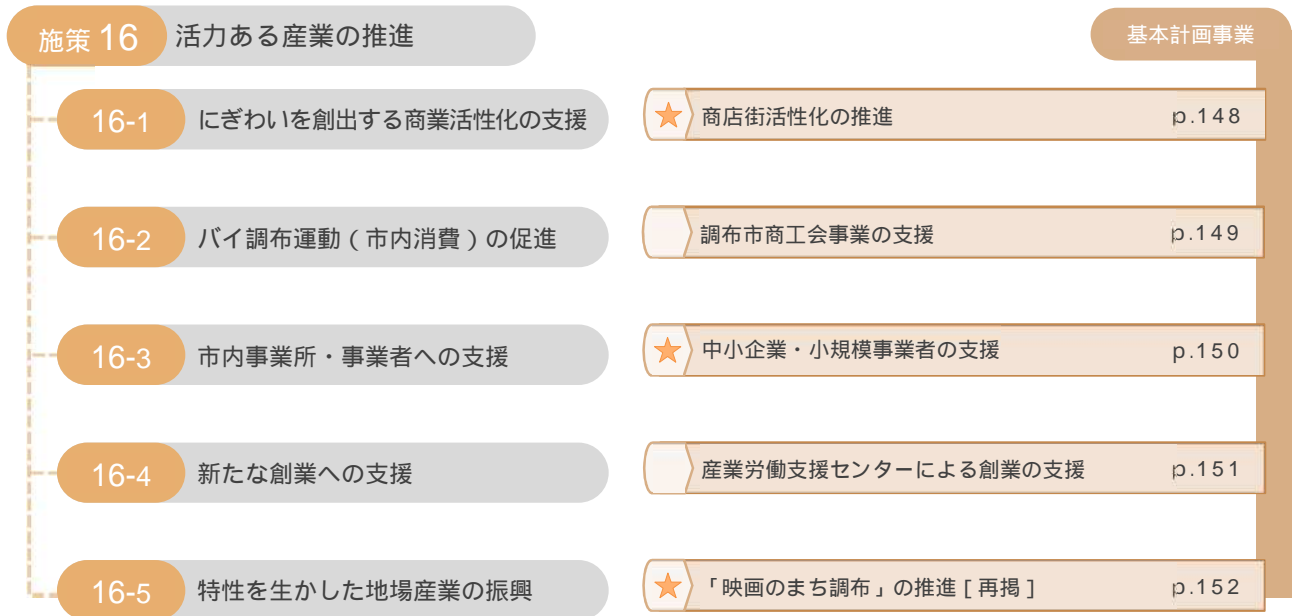 施策 16 活力ある産業の推進
基本計画事業
16-1 にぎわいを創出する商業活性化の支援
商店街活性化の推進 p.148
16-2 バイ調布運動（市内消費）の促進
調布市商工会事業の支援 p.149
16-3 市内事業所・事業者への支援
中小企業・小規模事業者の支援 p.150
16-4 新たな創業への支援
産業労働支援センターによる創業の支援 p.151
16-5 特性を生かした地場産業の振興
「映画のまち調布」の推進［再掲］ p.152